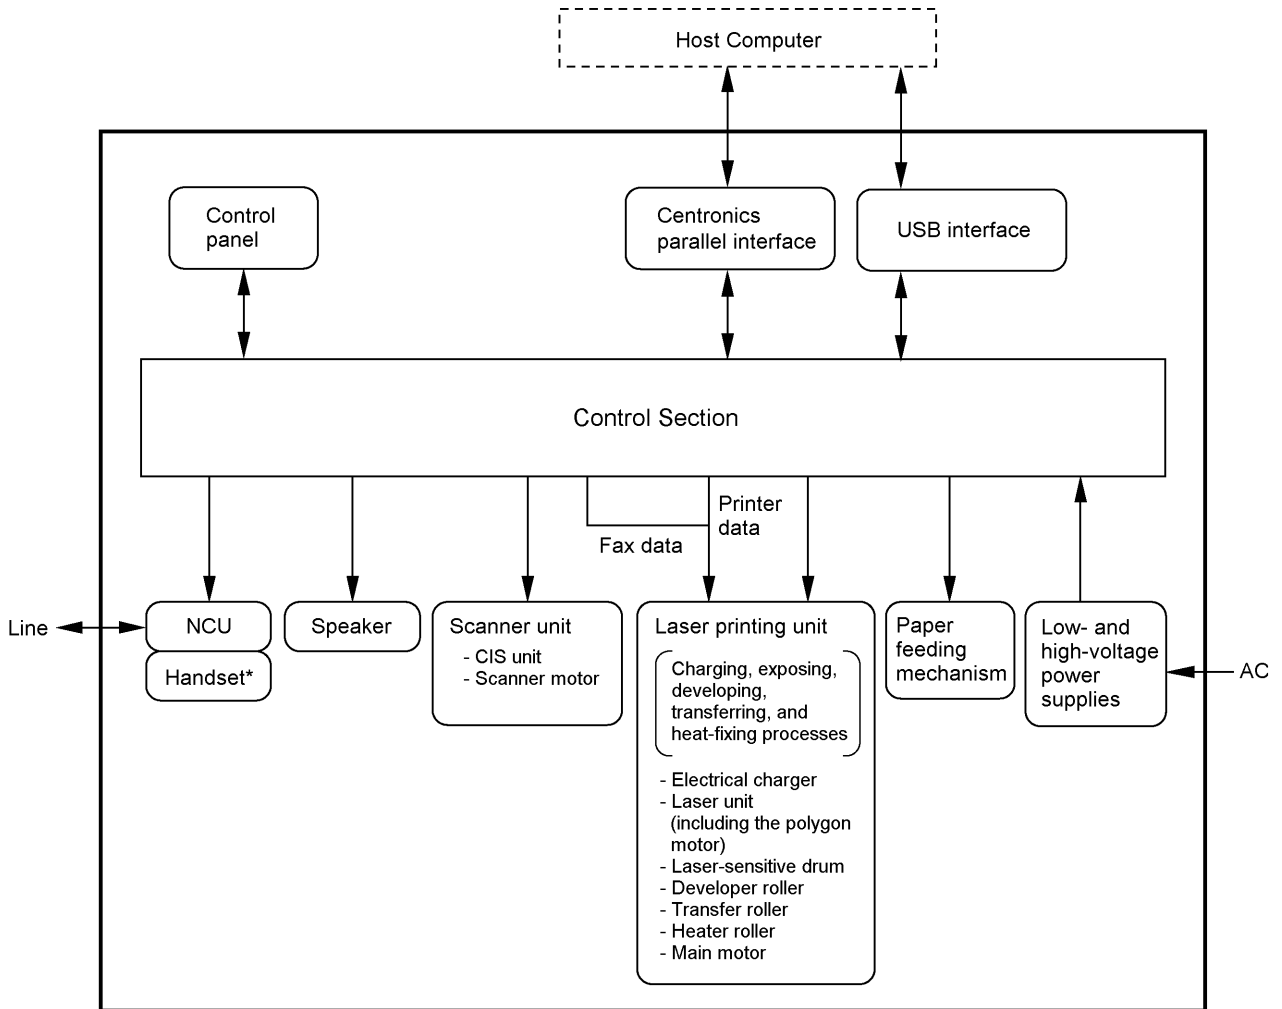 Host Computer
Control
panel
Centronics
parallel interface
USB interface
Control Section
Printer
data
Fax data
Line
NCU
Handset*
Speaker
Scanner unit
- CIS unit
- Scanner motor
Laser printing unit
Charging, exposing,
developing,
transferring, and
heat-fixing processes
- Electrical charger
- Laser unit
(including the polygon
motor)
- Laser-sensitive drum
- Developer roller
- Transfer roller
- Heater roller
- Main motor
Paper
feeding
mechanism
Low- and
high-voltage
power
supplies
AC